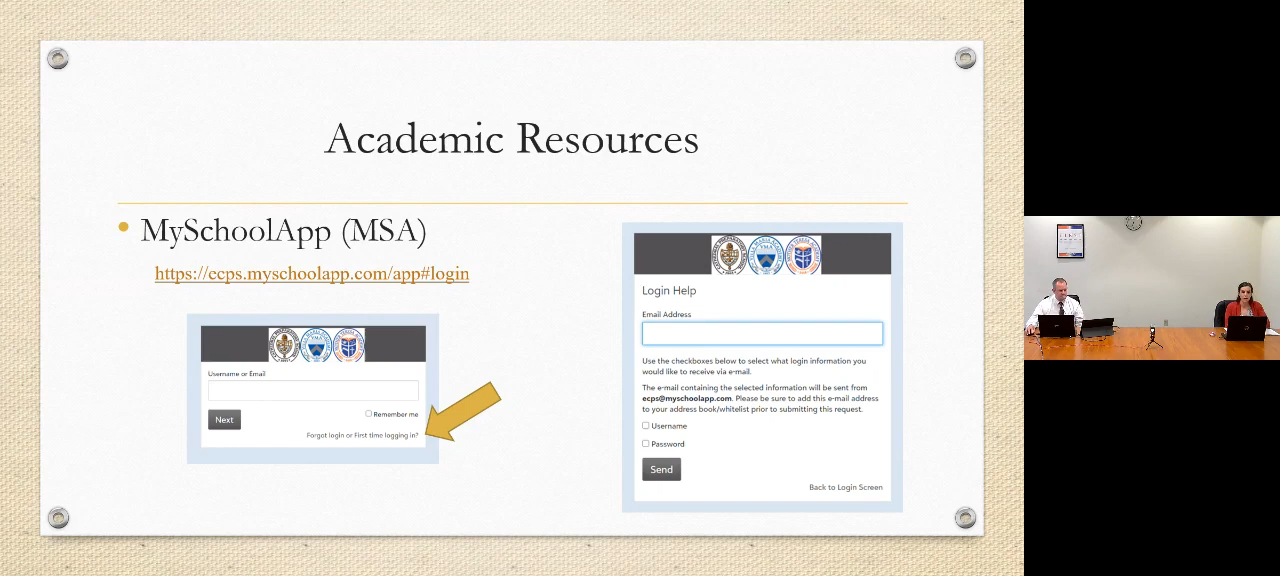 Academic Resources
• MySchoolApp (MSA)
https://ecps.myschoolapp.com/app#login
VMA
Username or Email
Next
Remember me
Forgot login or First time logging in?
VMA
Login Help
Email Address
Use the checkboxes below to select what login information you
would like to receive via e-mail.
The e-mail containing the selected information will be sent from
ecps@myschoolapp.com. Please be sure to add this e-mail address
to your address book/whitelist prior to submitting this request.
Username
Password
Send
Back to Login Screen